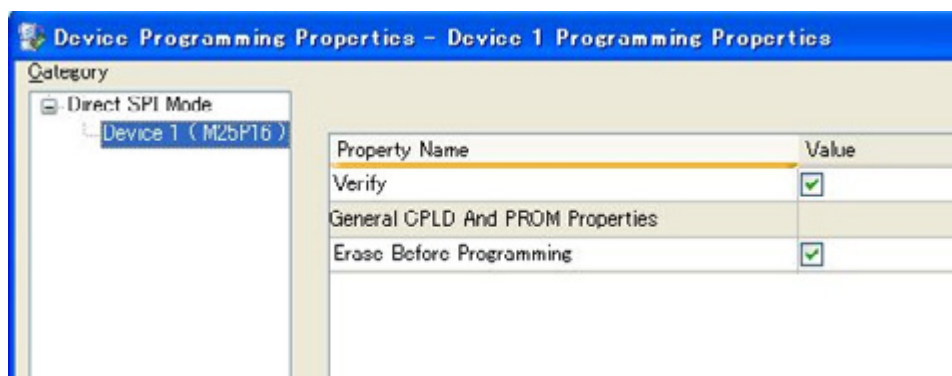 Device Programming Properties - Device 1 Programming Properties
Category
Direct SPI Mode
Device 1 ( M25P16 )
Property Name Value
Verify
General CPLD And PROM Properties
Erase Before Programming